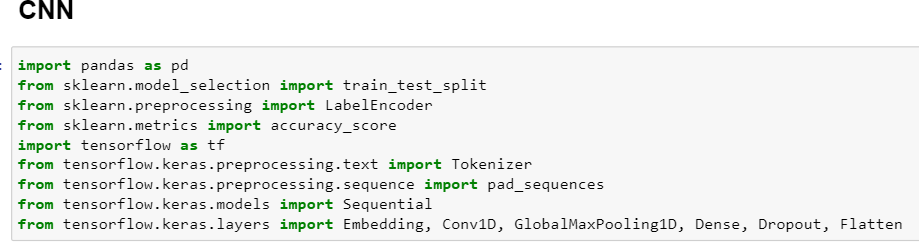 CNN
import pandas as pd
from sklearn.model_selection import train_test_split
from sklearn.preprocessing import LabelEncoder
from sklearn.metrics import accuracy_score
import tensorflow as tf
from tensorflow.keras.preprocessing.text import Tokenizer
from tensorflow.keras.preprocessing.sequence import pad_sequences
from tensorflow.keras.models import Sequential
from tensorflow.keras.layers import Embedding, Conv1D, GlobalMaxPooling1D, Dense, Dropout, Flatten